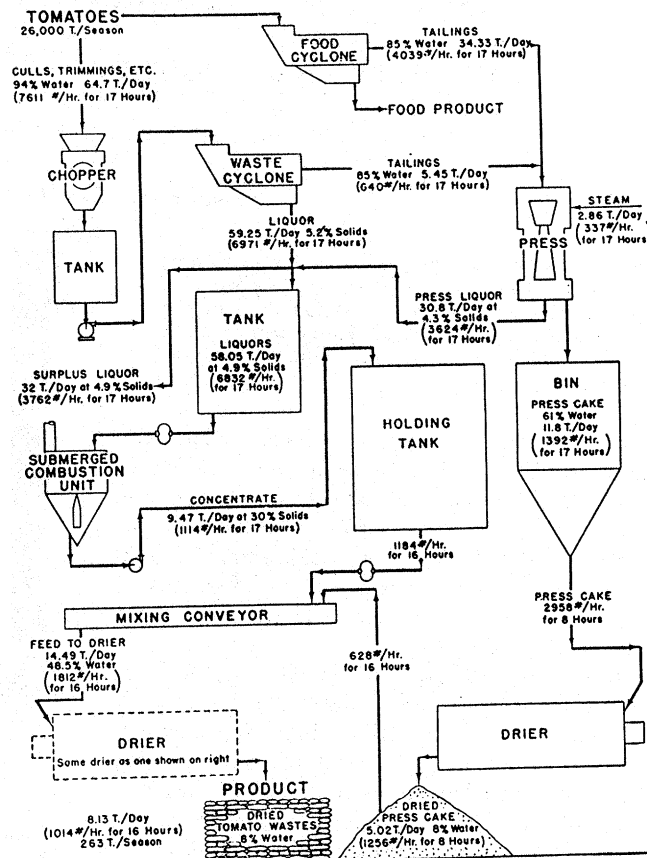 TOMATOES
26,000 T./Season
TAILINGS
85% Water 34.33 T./Day
(4039#/Hr. for 17 Hours)
FOOD
CYCLONE
FOOD PRODUCT
CULLS, TRIMMINGS, ETC.
94% Water 64.7 T./Day
(7611 #/Hr. for 17 Hours)
CHOPPER
TANK
WASTE
CYCLONE
TAILINGS
85% Water 5.45 T./Day
(640#/Hr. for 17 Hours)
LIQUOR
59.25 T./Day 5.2% Solids
(6971 #/Hr. for 17 Hours)
STEAM
2.86 T./Day
(337#/Hr.
for 17 Hours)
PRESS
PRESS LIQUOR
30.8 T./Day at
4.3% Solids
(3624#/Hr.
for 17 Hours)
TANK
LIQUORS
58.05 T./Day
at 4.9% Solids
(6832#/Hr.
for 17 Hours)
SURPLUS LIQUOR
32 T./Day at 4.9% Solids
(3762#/Hr. for 17 Hours)
HOLDING
TANK
BIN
PRESS CAKE
61% Water
11.8 T./Day
(1392#/Hr.
for 17 Hours)
SUBMERGED
COMBUSTION
UNIT
CONCENTRATE
9.47 T./Day at 30% Solids
(1114#/Hr. for 17 Hours)
1184#/Hr.
for 16 Hours
MIXING CONVEYOR
PRESS CAKE
2958#/Hr.
for 8 Hours
FEED TO DRIER
14.49 T./Day
48.5% Water
(1812#/Hr.
for 16 Hours)
628#/Hr.
for 16 Hours
DRIER
Some drier as one shown on right
DRIER
PRODUCT
DRIED
TOMATO WASTES
8% Water
8.13 T./Day
(1014#/Hr. for 16 Hours)
263 T./Season
DRIED
PRESS CAKE
5.02T./Day 8% Water
(1256#/Hr. for 8 Hours)